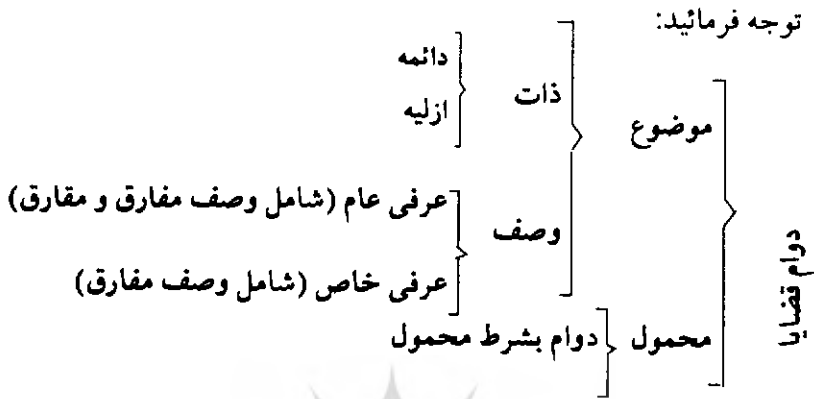 توجه فرمائید:
دوام قضایا
موضوع
ذات
دائمه
ازلیه
وصف
عرفی عام (شامل وصف مفارق و مقارق)
عرفی خاص (شامل وصف مفارق)
محمول
دوام بشرط محمول